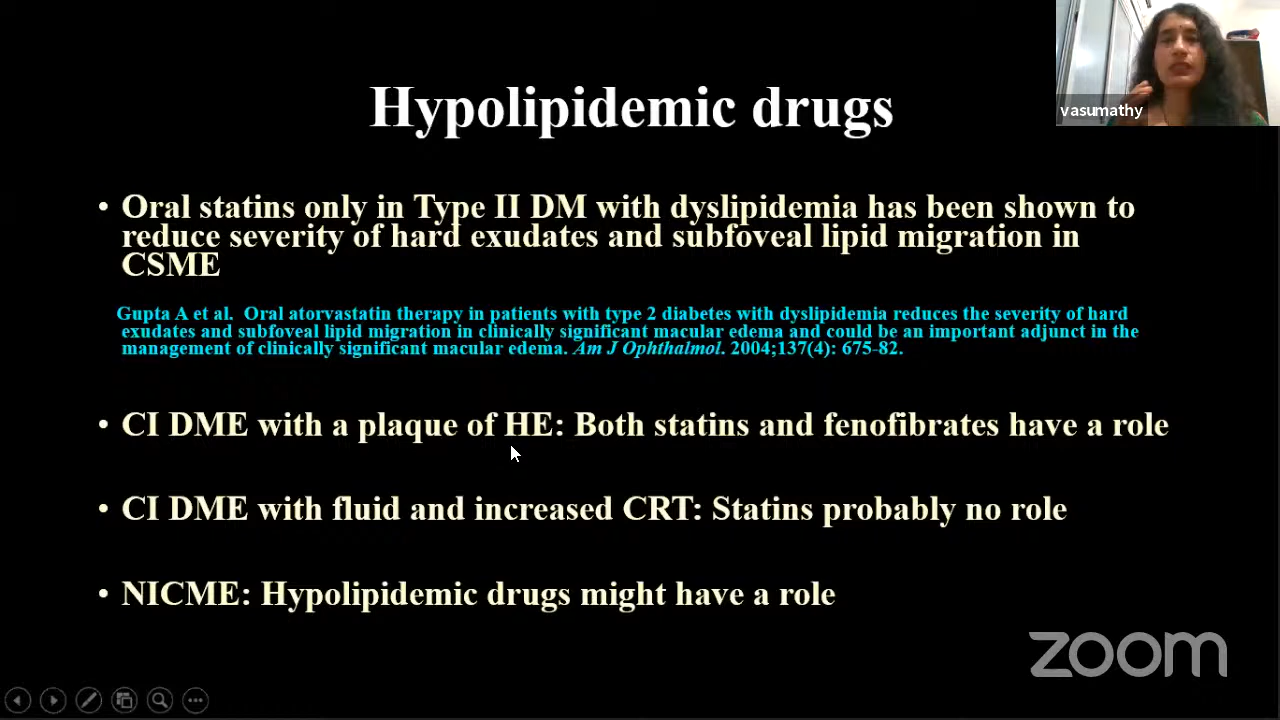 vasumathy
Hypolipidemic drugs
• Oral statins only in Type II DM with dyslipidemia has been shown to
reduce severity of hard exudates and subfoveal lipid migration in
CSME
Gupta A et al. Oral atorvastatin therapy in patients with type 2 diabetes with dyslipidemia reduces the severity of hard
exudates and subfoveal lipid migration in clinically significant macular edema and could be an important adjunct in the
management of clinically significant macular edema. Am J Ophthalmol. 2004;137(4): 675-82.
• CI DME with a plaque of HE: Both statins and fenofibrates have a role
• CI DME with fluid and increased CRT: Statins probably no role
• NICME: Hypolipidemic drugs might have a role
zoom